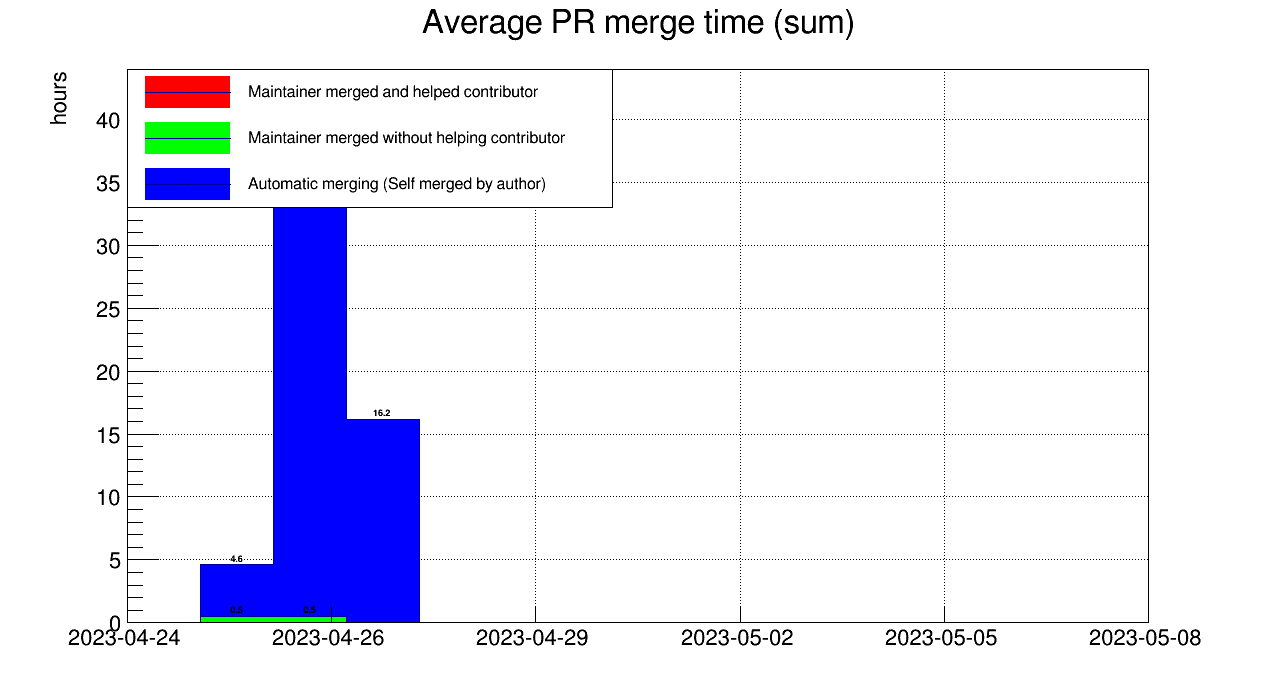 Average PR merge time (sum)
hours
Maintainer merged and helped contributor
Maintainer merged without helping contributor
Automatic merging (Self merged by author)
40
35
30
25
20
15
10
5
0
16.2
4.6
0.5 0.5
2023-04-24 2023-04-26 2023-04-29 2023-05-02 2023-05-05 2023-05-08